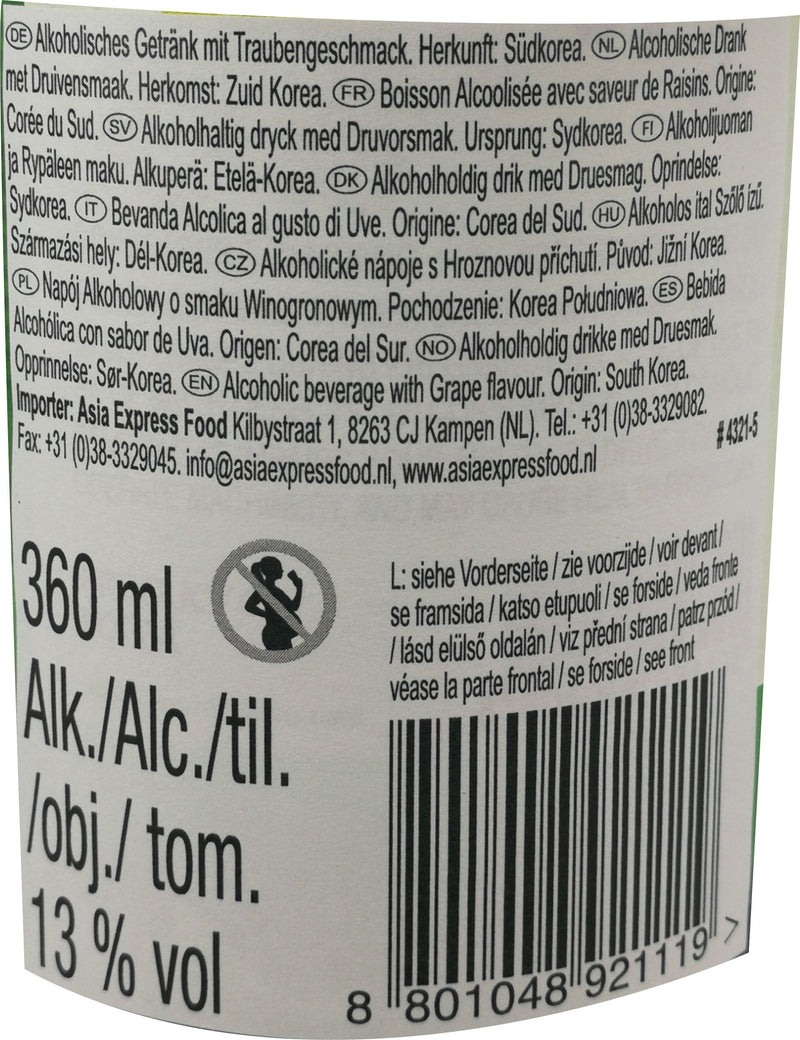 DE Alkoholisches Getränk mit Traubengeschmack. Herkunft: Südkorea. NL Alcoholische Drank
met Druivensmaak. Herkomst: Zuid Korea. FR Boisson Alcoolisée avec saveur de Raisins. Origine:
Corée du Sud. SV Alkoholhaltig dryck med Druvorsmak. Ursprung: Sydkorea. FI Alkoholijuoman
ja Rypäleen maku. Alkuperä: Etelä-Korea. DK Alkoholholdig drik med Druesmag. Oprindelse:
Sydkorea. IT Bevanda Alcolica al gusto di Uve. Origine: Corea del Sud. HU Alkoholos ital Szőlő ízű.
Származási hely: Dél-Korea. CZ Alkoholické nápoje s Hroznovou příchutí. Původ: Jižní Korea.
PL Napój Alkoholowy o smaku Winogronowym. Pochodzenie: Korea Południowa. ES Bebida
Alcohólica con sabor de Uva. Origen: Corea del Sur. NO Alkoholholdig drikke med Druesmak.
Opprinnelse: Sør-Korea. EN Alcoholic beverage with Grape flavour. Origin: South Korea.
Importer: Asia Express Food Kilbystraat 1, 8263 CJ Kampen (NL). Tel.: +31 (0)38-3329082.
Fax: +31 (0)38-3329045. info@asiaexpressfood.nl, www.asiaexpressfood.nl
#4321-5
360 ml
Alk./Alc./til.
/obj./ tom.
13 % vol
L: siehe Vorderseite / zie voorzijde / voir devant /
se framsida / katso etupuoli / se forside / veda fronte
/ lásd elülső oldalán / viz přední strana / patrz przód /
véase la parte frontal / se forside / see front
8 801048 921119 >